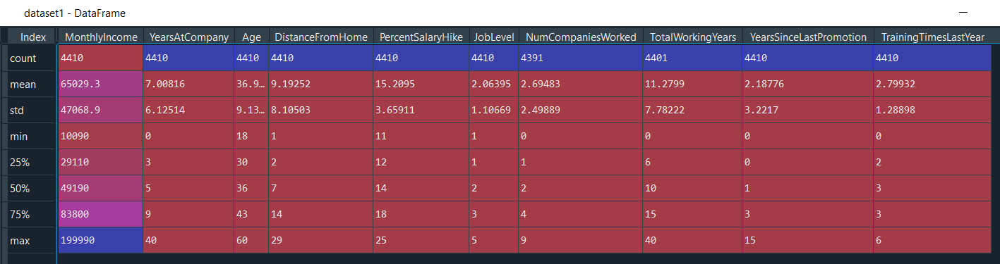 dataset1 - DataFrame
Index MonthlyIncome YearsAtCompany Age DistanceFromHome PercentSalaryHike JobLevel NumCompaniesWorked TotalWorkingYears YearsSinceLastPromotion TrainingTimesLastYear
count 4410 4410 4410 4410 4410 4410 4391 4401 4410 4410
mean 65029.3 7.00816 36.9… 9.19252 15.2095 2.06395 2.69483 11.2799 2.18776 2.79932
std 47068.9 6.12514 9.13… 8.10503 3.65911 1.10669 2.49889 7.78222 3.2217 1.28898
min 10090 0 18 1 11 1 0 0 0 0
25% 29110 3 30 2 12 1 1 6 0 2
50% 49190 5 36 7 14 2 2 10 1 3
75% 83800 9 43 14 18 3 4 15 3 3
max 199990 40 60 29 25 5 9 40 15 6